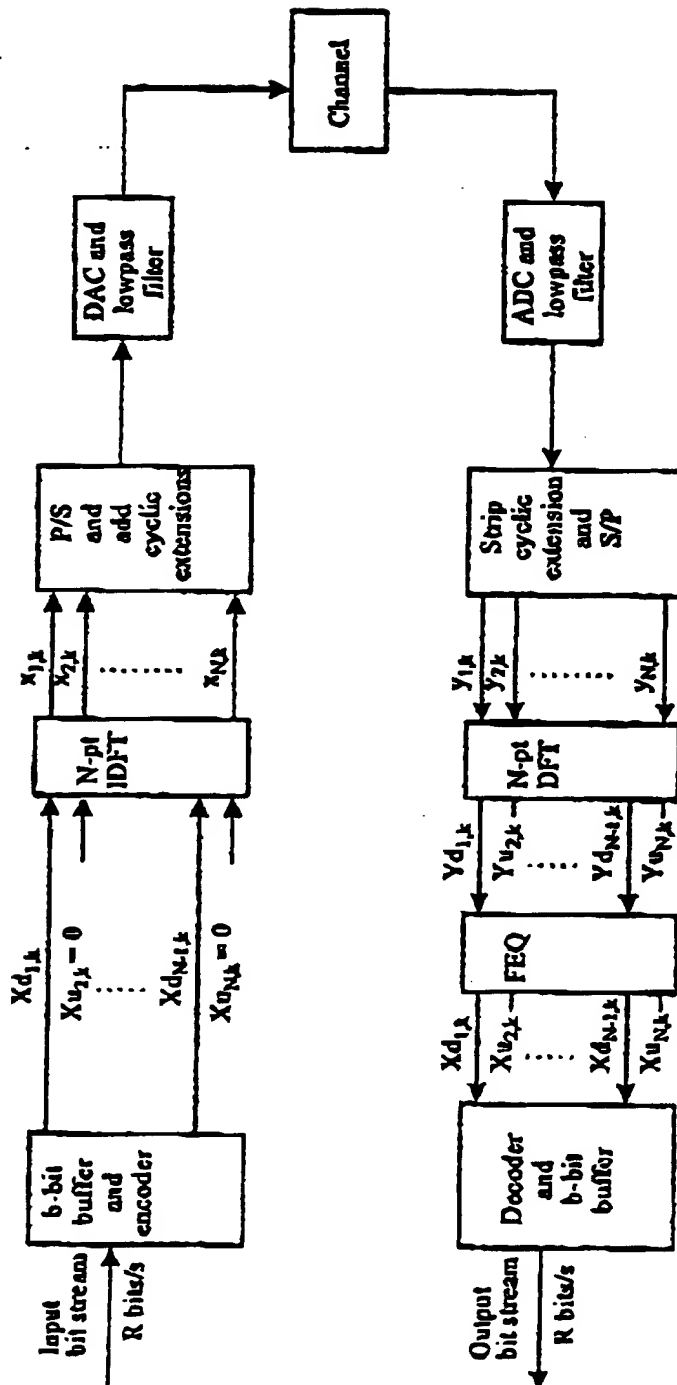 Input
bit stream
R bits/s
b-bit
buffer
and
encoder
Xd1,k
Xu2,k = 0
......
XdN-1,k
XuN,k = 0
N-pt
IDFT
x1,k
x2,k
........
xN,k
P/S
and
add
cyclic
extensions
DAC and
lowpass
filter
Channel
ADC and
lowpass
filter
Strip
cyclic
extension
and
S/P
y1,k
y2,k
........
yN,k
N-pt
DFT
Yd1,k
Yu2,k
......
YdN-1,k
YuN,k
FEQ
Xd1,k
Xu2,k
......
XdN-1,k
XuN,k
Decoder
and
b-bit
buffer
Output
bit stream
R bits/s